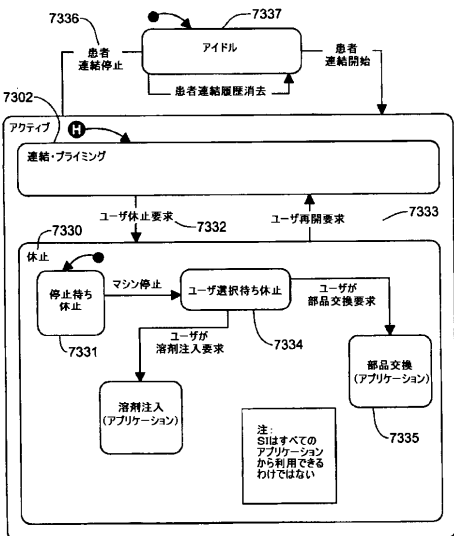 7336
7337
患者
連結停止
アイドル
患者
連結開始
患者連結履歴消去
7302
アクティブ
H
連結・プライミング
ユーザ休止要求
7332
ユーザ再開要求
7333
7330
休止
停止待ち
休止
マシン停止
ユーザ選択待ち休止
ユーザが
部品交換要求
7331
ユーザが
溶剤注入要求
7334
溶剤注入
(アプリケーション)
部品交換
(アプリケーション)
7335
注:
SIはすべての
アプリケーション
から利用できる
わけではない